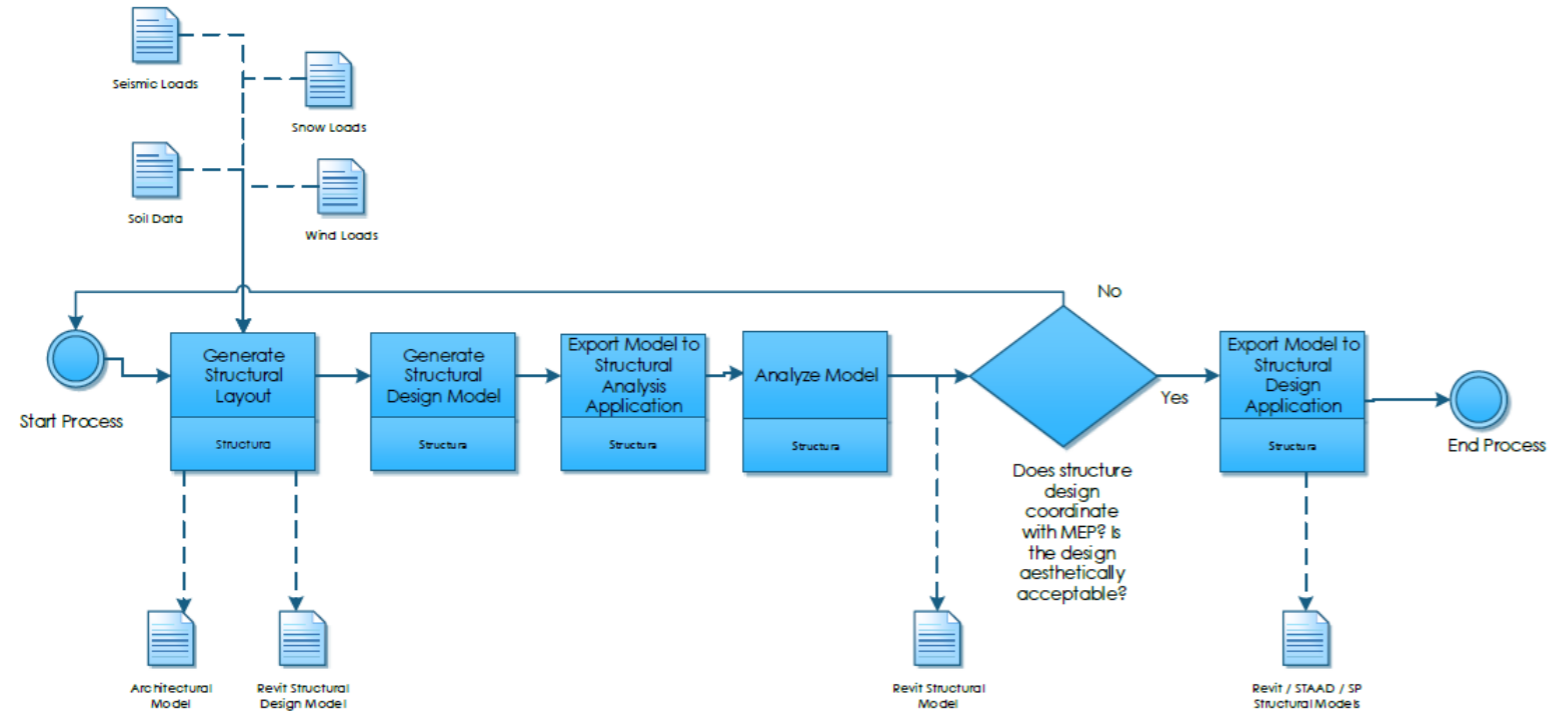 Seismic Loads
Snow Loads
Soil Data
Wind Loads
No
Start Process
Generate
Structural
Layout
Structura
Generate
Structural
Design Model
Structura
Export Model to
Structural
Analysis
Application
Structura
Analyze Model
Structura
Yes
Does structure
design
coordinate
with MEP? Is
the design
aesthetically
acceptable?
Export Model to
Structural
Design
Application
Structura
End Process
Architectural
Model
Revit Structural
Design Model
Revit Structural
Model
Revit / STAAD / SP
Structural Models